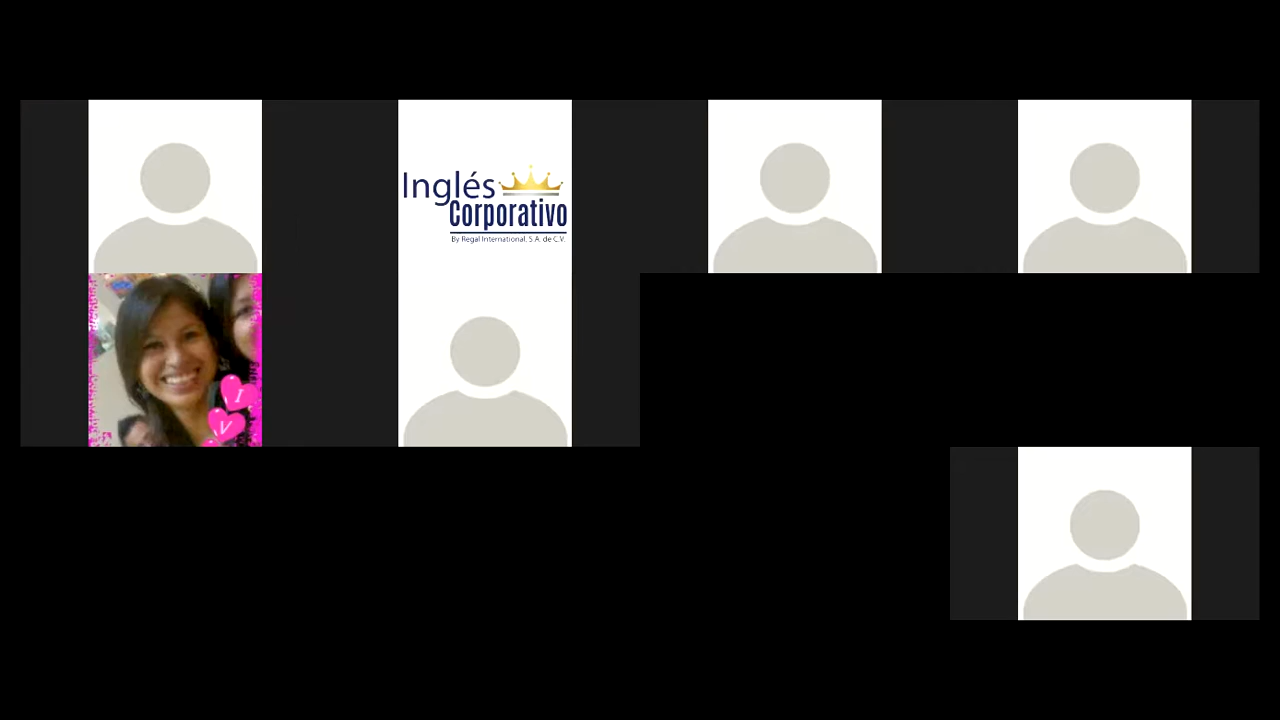 Inglés
Corporativo
By Regal International, S.A. de C.V.
I
V